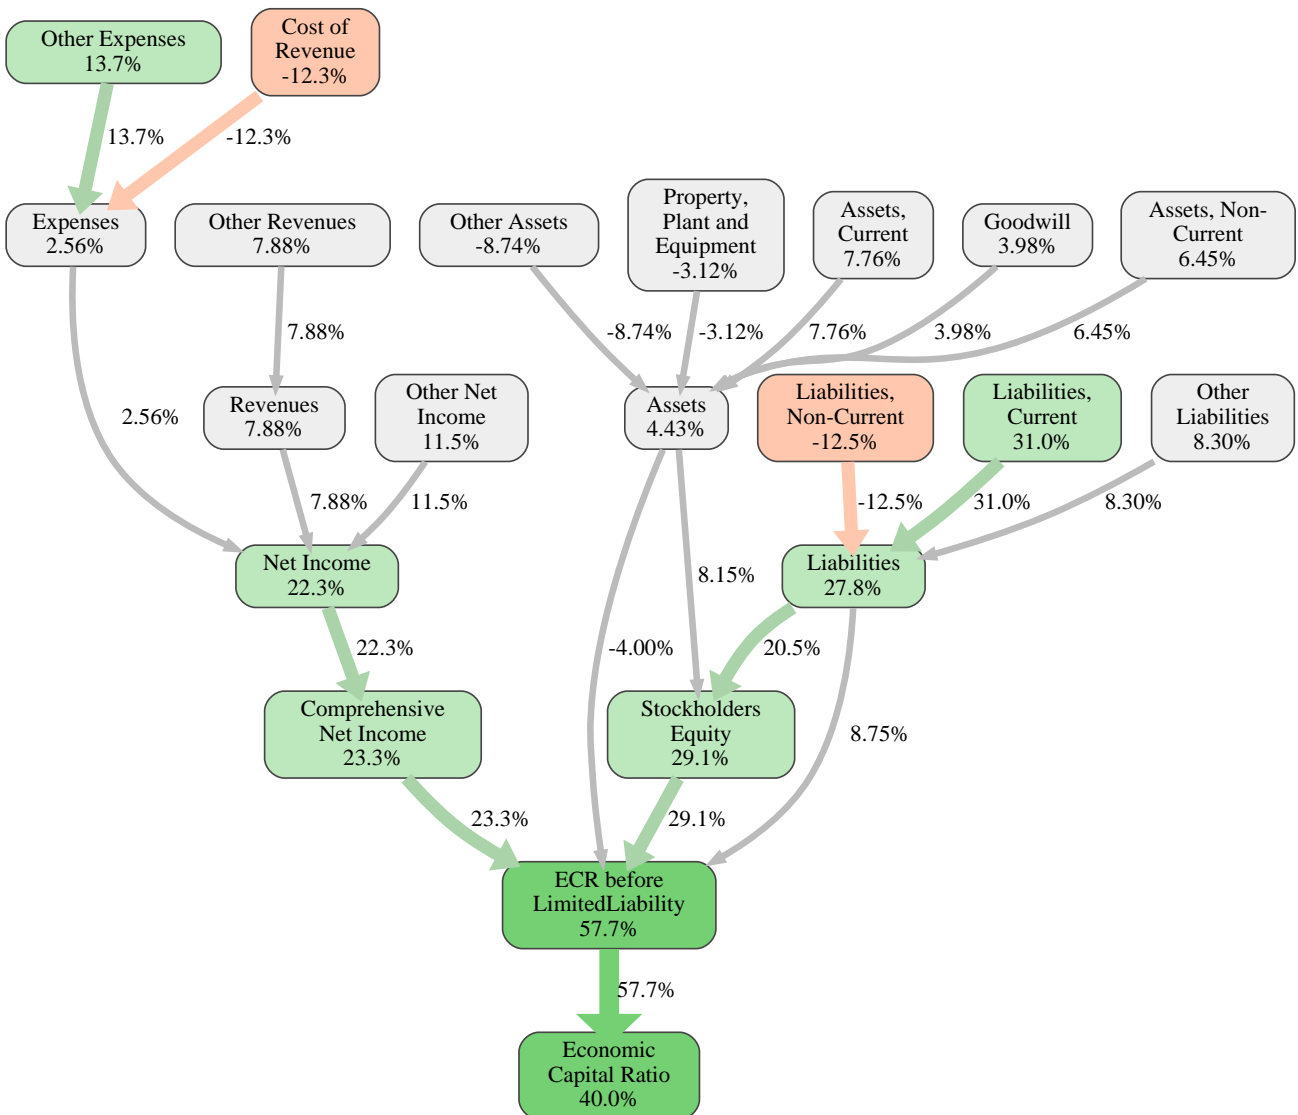 Other Expenses
13.7%
Cost of
Revenue
-12.3%
13.7%
-12.3%
Expenses
2.56%
Other Revenues
7.88%
Other Assets
-8.74%
Property,
Plant and
Equipment
-3.12%
Assets,
Current
7.76%
Goodwill
3.98%
Assets, Non-
Current
6.45%
7.88%
-8.74%
-3.12%
7.76%
3.98%
6.45%
2.56%
Revenues
7.88%
Other Net
Income
11.5%
Assets
4.43%
Liabilities,
Non-Current
-12.5%
Liabilities,
Current
31.0%
Other
Liabilities
8.30%
7.88%
11.5%
-12.5%
31.0%
8.30%
Net Income
22.3%
8.15%
Liabilities
27.8%
22.3%
-4.00%
20.5%
Comprehensive
Net Income
23.3%
Stockholders
Equity
29.1%
8.75%
23.3%
29.1%
ECR before
LimitedLiability
57.7%
57.7%
Economic
Capital Ratio
40.0%